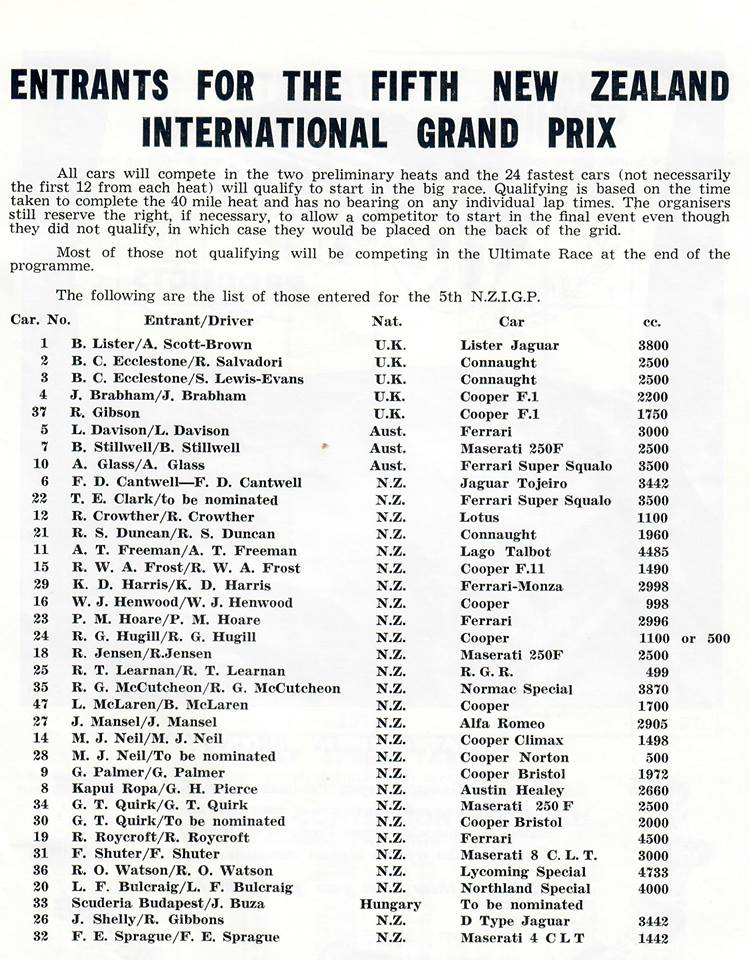 ENTRANTS FOR THE FIFTH NEW ZEALAND
INTERNATIONAL GRAND PRIX
All cars will compete in the two preliminary heats and the 24 fastest cars (not necessarily
the first 12 from each heat) will qualify to start in the big race. Qualifying is based on the time
taken to complete the 40 mile heat and has no bearing on any individual lap times. The organisers
still reserve the right, if necessary, to allow a competitor to start in the final event even though
they did not qualify, in which case they would be placed on the back of the grid.
Most of those not qualifying will be competing in the Ultimate Race at the end of the
programme.
The following are the list of those entered for the 5th N.Z.I.G.P.
Car. No. Entrant/Driver Nat. Car cc.
1 B. Lister/A. Scott-Brown U.K. Lister Jaguar 3800
2 B. C. Ecclestone/R. Salvadori U.K. Connaught 2500
3 B. C. Ecclestone/S. Lewis-Evans U.K. Connaught 2500
4 J. Brabham/J. Brabham U.K. Cooper F.1 2200
37 R. Gibson U.K. Cooper F.1 1750
5 L. Davison/L. Davison Aust. Ferrari 3000
7 B. Stillwell/B. Stillwell Aust. Maserati 250F 2500
10 A. Glass/A. Glass Aust. Ferrari Super Squalo 3500
6 F. D. Cantwell—F. D. Cantwell N.Z. Jaguar Tojeiro 3442
22 T. E. Clark/to be nominated N.Z. Ferrari Super Squalo 3500
12 R. Crowther/R. Crowther N.Z. Lotus 1100
21 R. S. Duncan/R. S. Duncan N.Z. Connaught 1960
11 A. T. Freeman/A. T. Freeman N.Z. Lago Talbot 4485
15 R. W. A. Frost/R. W. A. Frost N.Z. Cooper F.11 1490
29 K. D. Harris/K. D. Harris N.Z. Ferrari-Monza 2998
16 W. J. Henwood/W. J. Henwood N.Z. Cooper 998
23 P. M. Hoare/P. M. Hoare N.Z. Ferrari 2996
24 R. G. Hugill/R. G. Hugill N.Z. Cooper 1100 or 500
18 R. Jensen/R.Jensen N.Z. Maserati 250F 2500
25 R. T. Learnan/R. T. Learnan N.Z. R. G. R. 499
35 R. G. McCutcheon/R. G. McCutcheon N.Z. Normac Special 3870
47 L. McLaren/B. McLaren N.Z. Cooper 1700
27 J. Mansel/J. Mansel N.Z. Alfa Romeo 2905
14 M. J. Neil/M. J. Neil N.Z. Cooper Climax 1498
28 M. J. Neil/To be nominated N.Z. Cooper Norton 500
9 G. Palmer/G. Palmer N.Z. Cooper Bristol 1972
8 Kapui Ropa/G. H. Pierce N.Z. Austin Healey 2660
34 G. T. Quirk/G. T. Quirk N.Z. Maserati 250 F 2500
30 G. T. Quirk/To be nominated N.Z. Cooper Bristol 2000
19 R. Roycroft/R. Roycroft N.Z. Ferrari 4500
31 F. Shuter/F. Shuter N.Z. Maserati 8 C. L. T. 3000
36 R. O. Watson/R. O. Watson N.Z. Lycoming Special 4733
20 L. F. Bulcraig/L. F. Bulcraig N.Z. Northland Special 4000
33 Scuderia Budapest/J. Buza Hungary To be nominated
26 J. Shelly/R. Gibbons N.Z. D Type Jaguar 3442
32 F. E. Sprague/F. E. Sprague N.Z. Maserati 4 C L T 1442